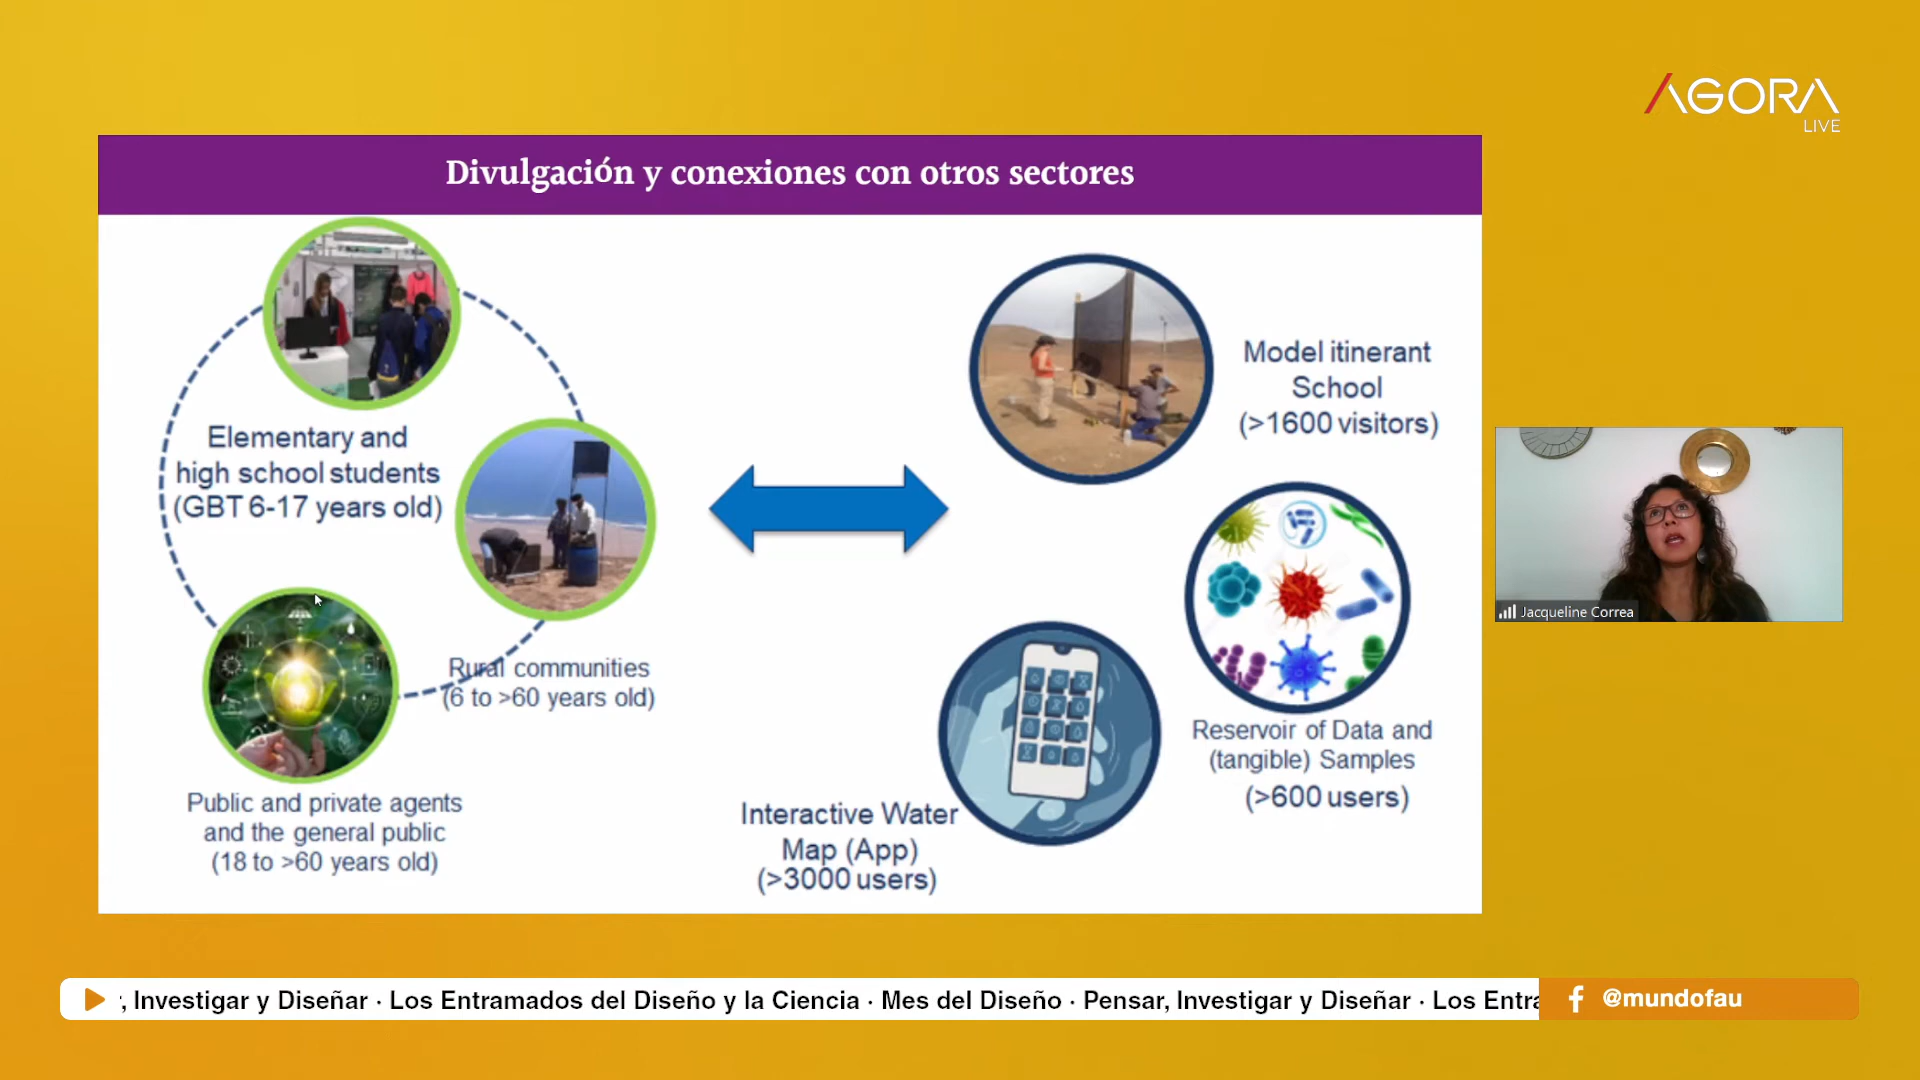 AGORA
LIVE
Divulgación y conexiones con otros sectores
Elementary and
high school students
(GBT 6-17 years old)
Rural communities
(6 to >60 years old)
Public and private agents
and the general public
(18 to >60 years old)
Model itinerant
School
(>1600 visitors)
Reservoir of Data and
(tangible) Samples
(>600 users)
Interactive Water
Map (App)
(>3000 users)
Jacqueline Correa
, Investigar y Diseñar · Los Entramados del Diseño y la Ciencia · Mes del Diseño · Pensar, Investigar y Diseñar · Los Entra
@mundofau